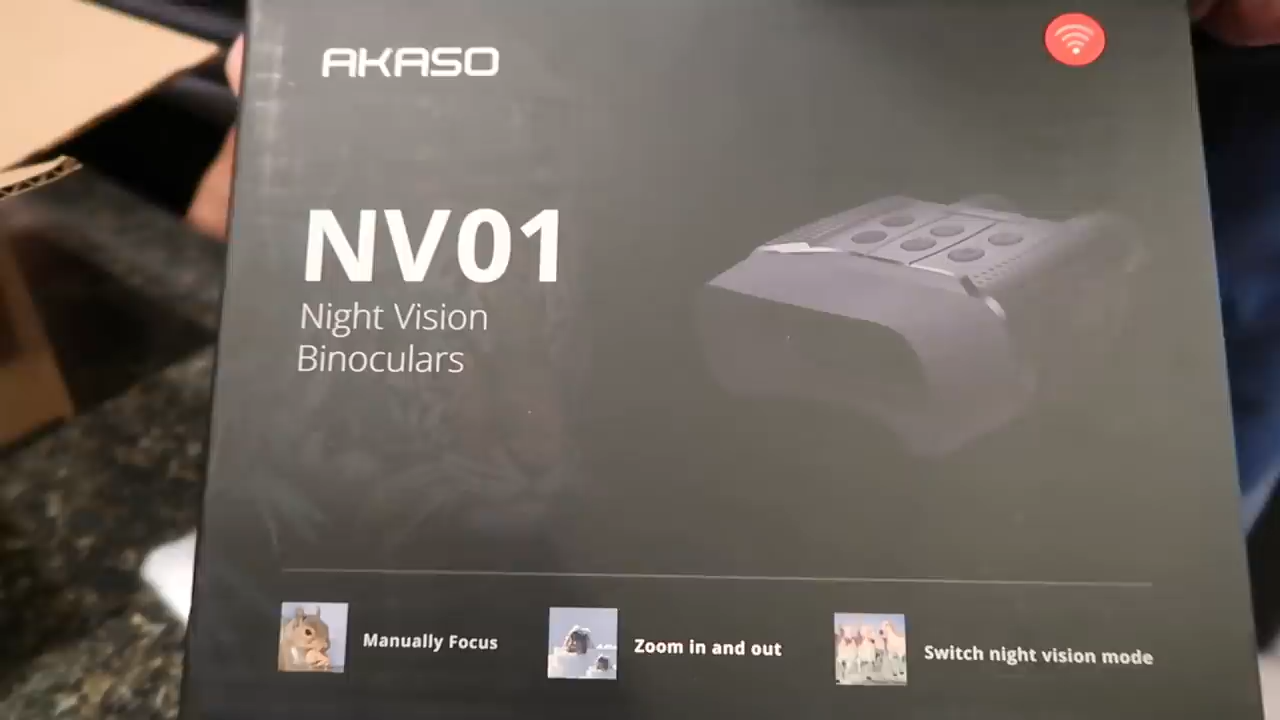 AKASO
NV01
Night Vision
Binoculars
Manually Focus
Zoom in and out
Switch night vision mode